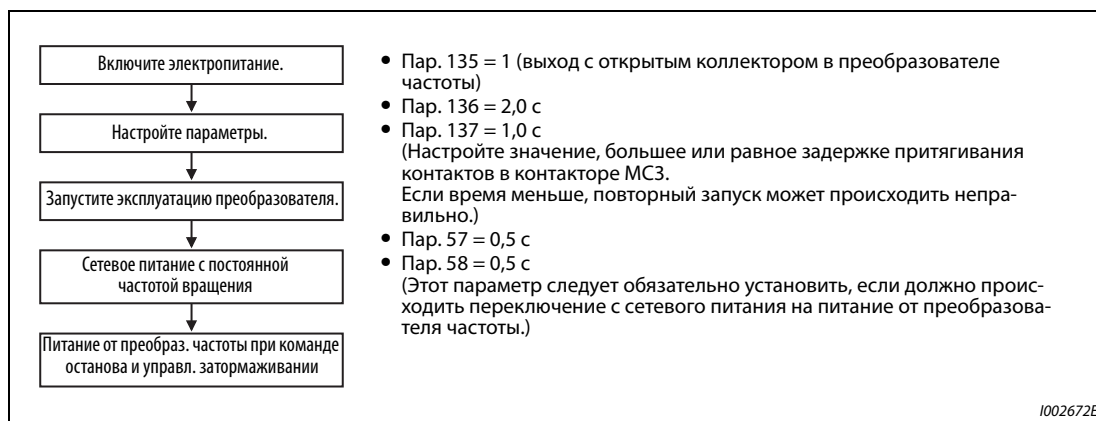 Включите электропитание.
Настройте параметры.
Запустите эксплуатацию преобразователя.
Сетевое питание с постоянной
частотой вращения
Питание от преобраз. частоты при команде
останова и управл. затормаживании
• Пар. 135 = 1 (выход с открытым коллектором в преобразователе
частоты)
• Пар. 136 = 2,0 с
• Пар. 137 = 1,0 с
(Настройте значение, большее или равное задержке притягивания
контактов в контакторе МС3.
Если время меньше, повторный запуск может происходить непра-
вильно.)
• Пар. 57 = 0,5 с
• Пар. 58 = 0,5 с
(Этот параметр следует обязательно установить, если должно проис-
ходить переключение с сетевого питания на питание от преобразова-
теля частоты.)
I002672E